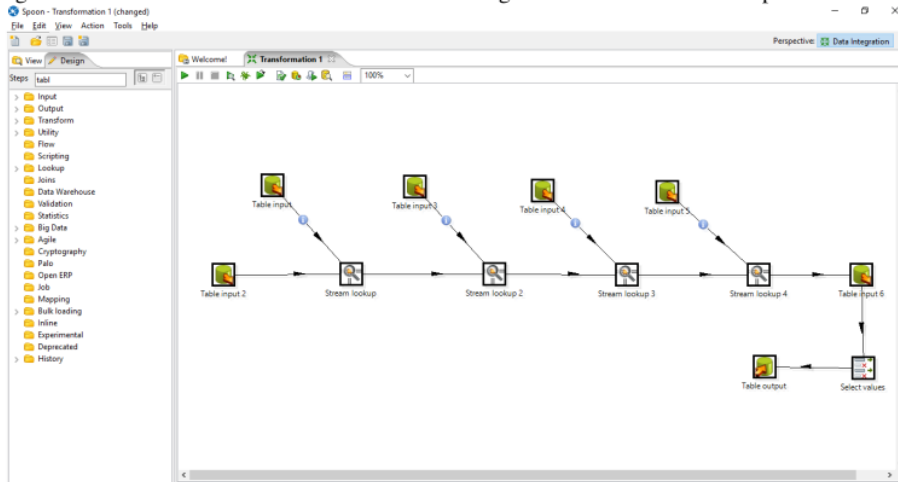 Spoon - Transformation 1 (changed)
File Edit View Action Tools Help
Perspective: Data Integration
View Design
Welcome! Transformation 1
Steps tabl
100%
Input
Output
Transform
Utility
Flow
Scripting
Lookup
Joins
Data Warehouse
Validation
Statistics
Big Data
Agile
Cryptography
Palo
Open ERP
Job
Mapping
Bulk loading
Inline
Experimental
Deprecated
History
Table input
Table input 3
Table input 4
Table input 5
Table input 2
Stream lookup
Stream lookup 2
Stream lookup 3
Stream lookup 4
Table input 6
Table output
Select values